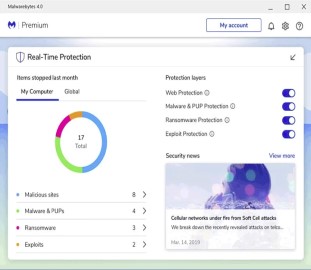 Malwarebytes 4.0
Premium
My account
Real-Time Protection
Items stopped last month
My Computer
Global
17
Total
Malicious sites 8
Malware & PUPs 4
Ransomware 3
Exploits 2
Protection layers
Web Protection
Malware & PUP Protection
Ransomware Protection
Exploit Protection
Security news
View more
Cellular networks under fire from Soft Cell attacks
We break down the recently revealed attacks on telco...
Mar. 14, 2019